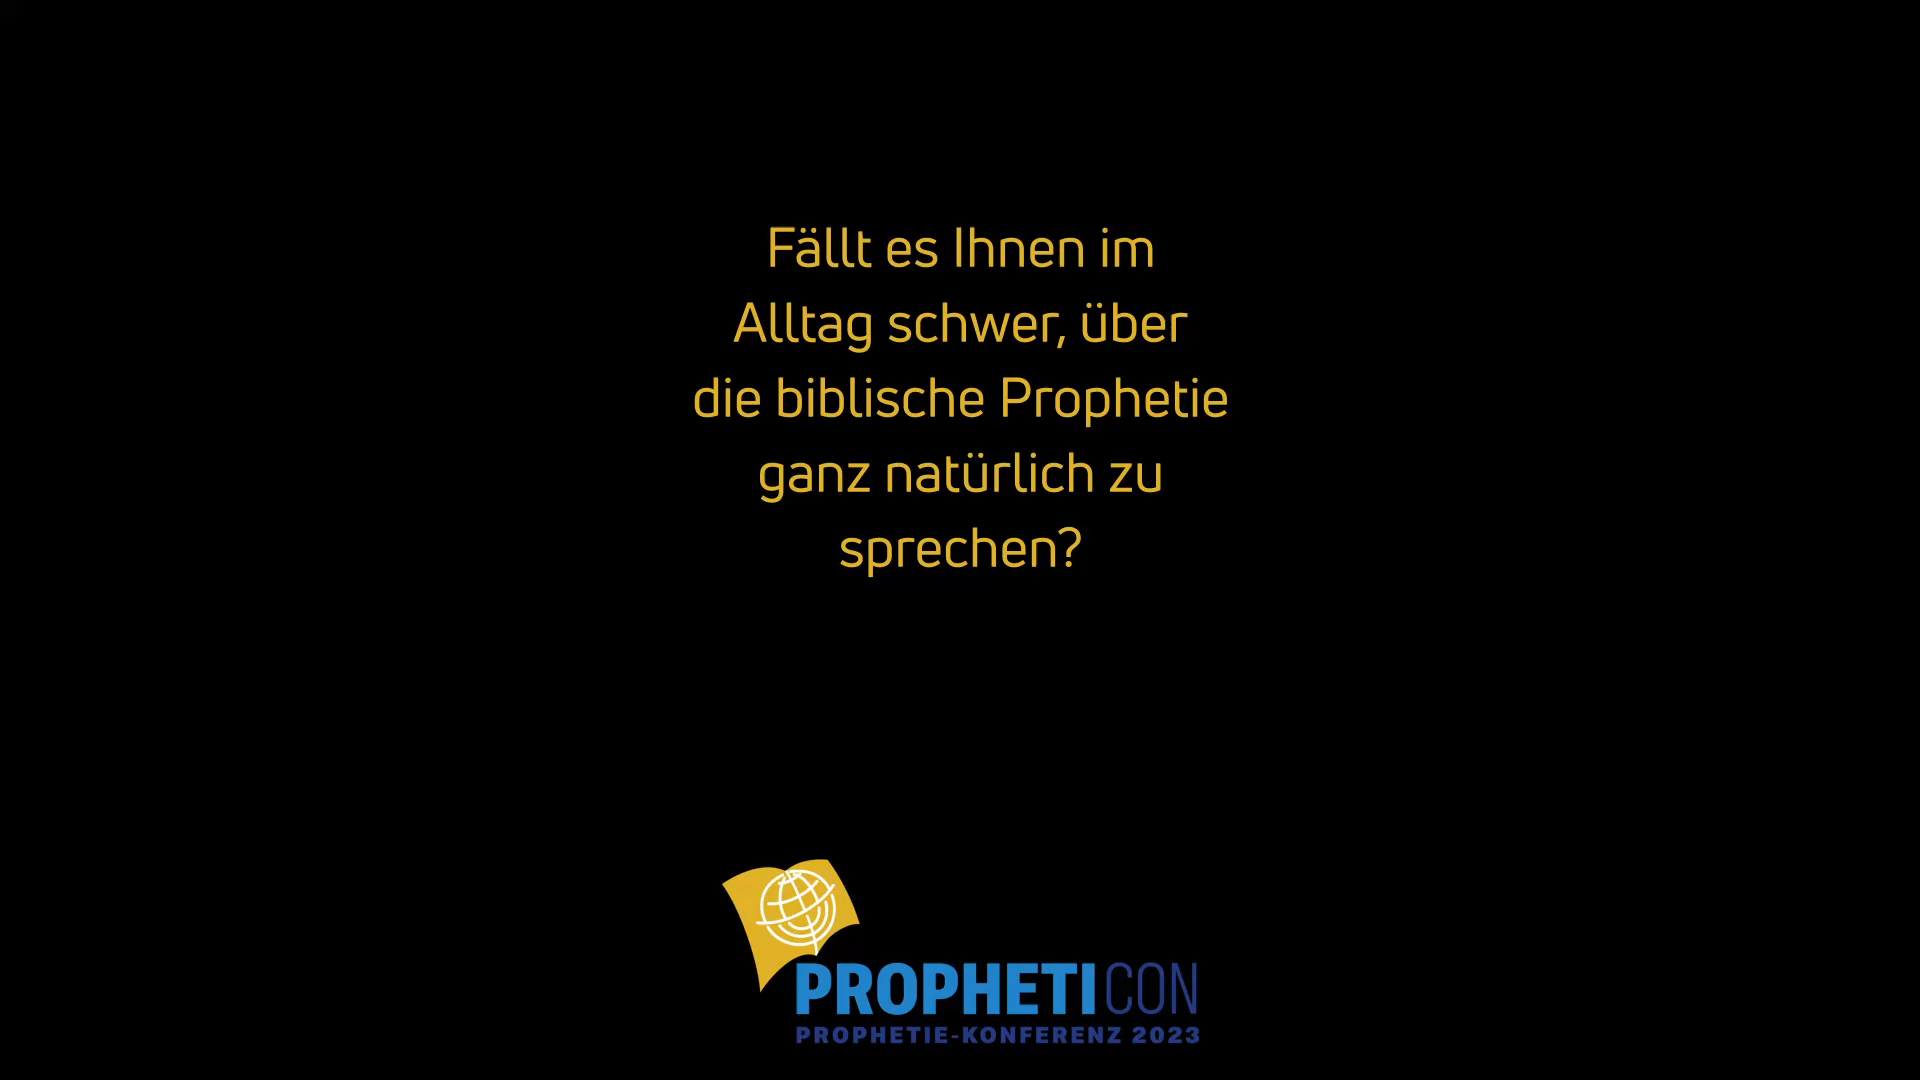 Fällt es Ihnen im
Alltag schwer, über
die biblische Prophetie
ganz natürlich zu
sprechen?
PROPHETICON
PROPHETIE-KONFERENZ 2023